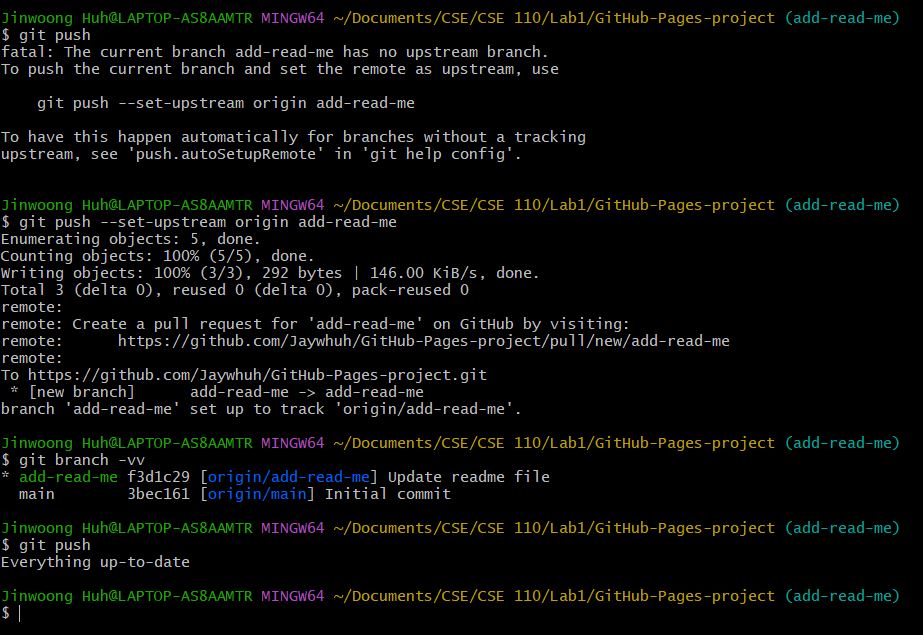 Jinwoong Huh@LAPTOP-AS8AAMTR MINGW64 ~/Documents/CSE/CSE 110/Lab1/GitHub-Pages-project (add-read-me)
$ git push
fatal: The current branch add-read-me has no upstream branch.
To push the current branch and set the remote as upstream, use

    git push --set-upstream origin add-read-me

To have this happen automatically for branches without a tracking
upstream, see 'push.autoSetupRemote' in 'git help config'.

Jinwoong Huh@LAPTOP-AS8AAMTR MINGW64 ~/Documents/CSE/CSE 110/Lab1/GitHub-Pages-project (add-read-me)
$ git push --set-upstream origin add-read-me
Enumerating objects: 5, done.
Counting objects: 100% (5/5), done.
Writing objects: 100% (3/3), 292 bytes | 146.00 KiB/s, done.
Total 3 (delta 0), reused 0 (delta 0), pack-reused 0
remote:
remote: Create a pull request for 'add-read-me' on GitHub by visiting:
remote:      https://github.com/Jaywhuh/GitHub-Pages-project/pull/new/add-read-me
remote:
To https://github.com/Jaywhuh/GitHub-Pages-project.git
 * [new branch]      add-read-me -> add-read-me
branch 'add-read-me' set up to track 'origin/add-read-me'.

Jinwoong Huh@LAPTOP-AS8AAMTR MINGW64 ~/Documents/CSE/CSE 110/Lab1/GitHub-Pages-project (add-read-me)
$ git branch -vv
* add-read-me f3d1c29 [origin/add-read-me] Update readme file
  main        3bec161 [origin/main] Initial commit

Jinwoong Huh@LAPTOP-AS8AAMTR MINGW64 ~/Documents/CSE/CSE 110/Lab1/GitHub-Pages-project (add-read-me)
$ git push
Everything up-to-date

Jinwoong Huh@LAPTOP-AS8AAMTR MINGW64 ~/Documents/CSE/CSE 110/Lab1/GitHub-Pages-project (add-read-me)
$